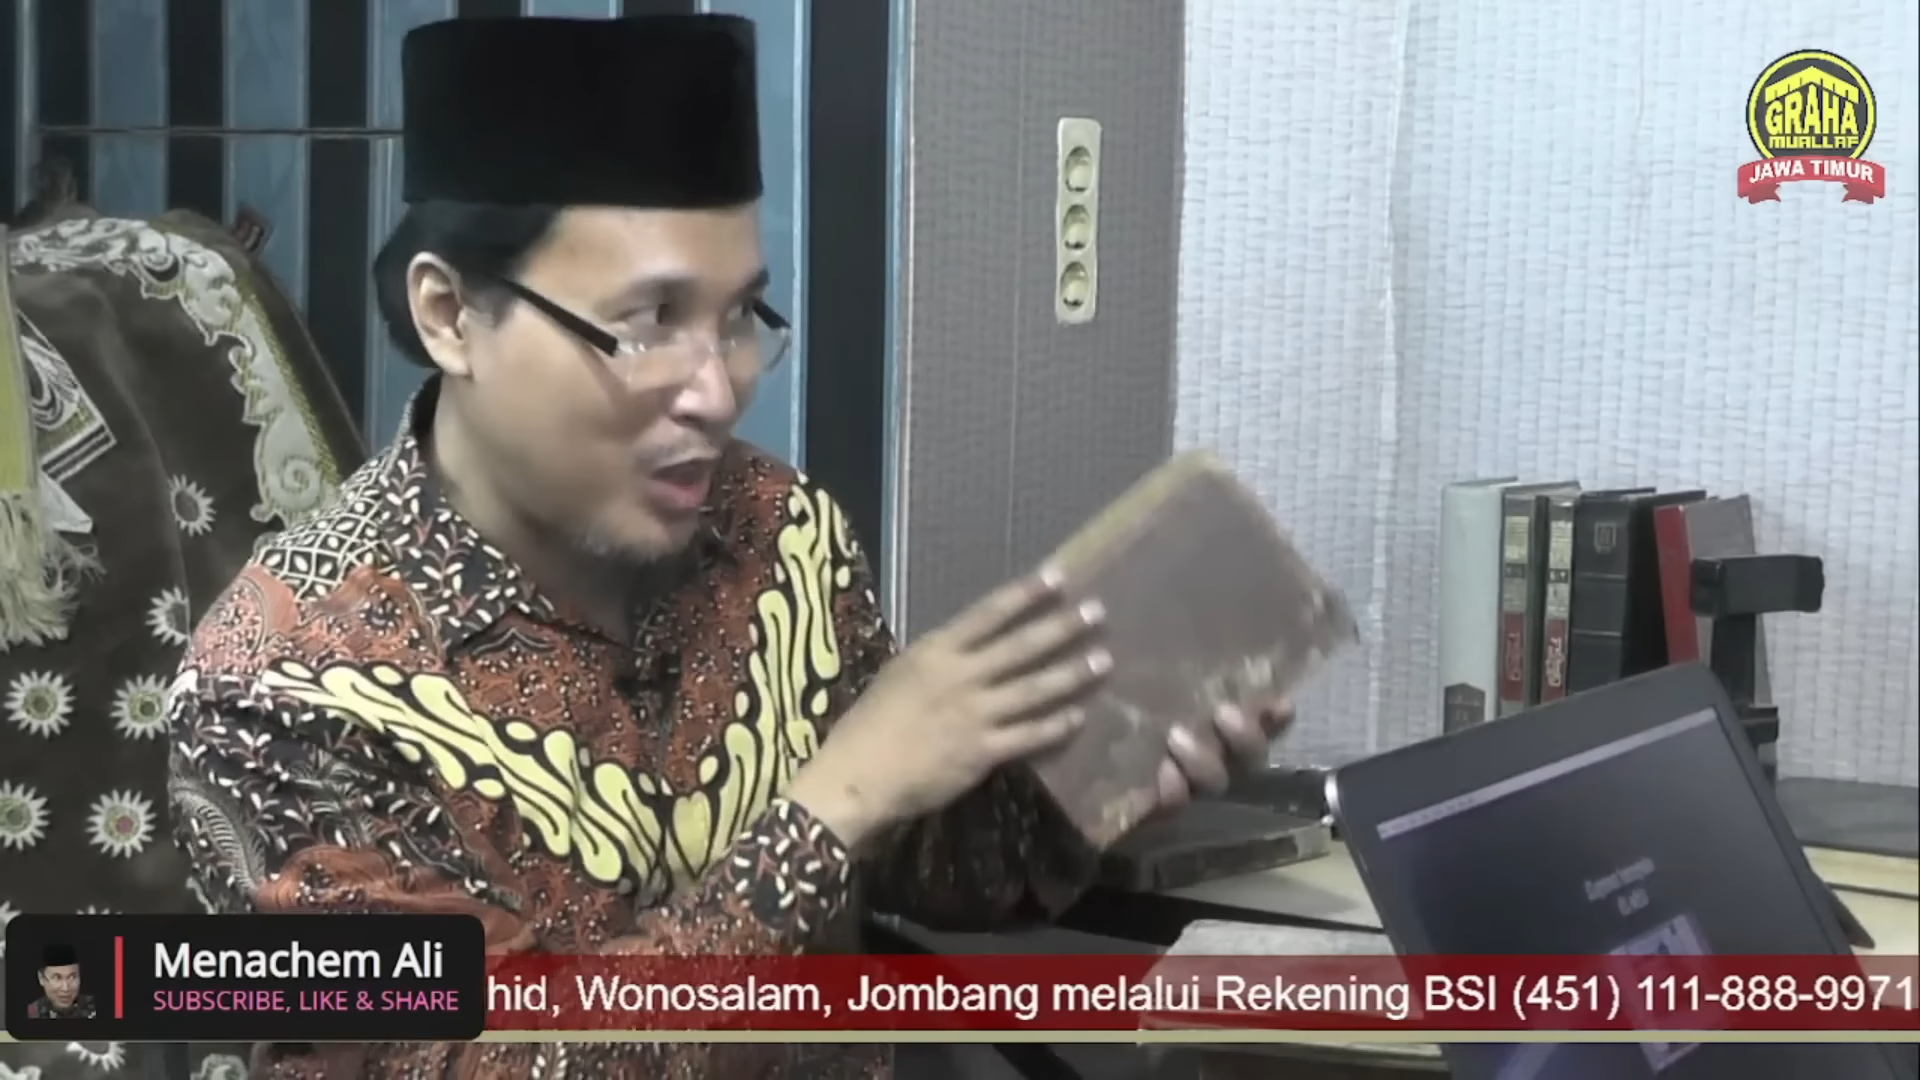 GRAHA
MUALLAF
JAWA TIMUR
Menachem Ali
SUBSCRIBE, LIKE & SHARE
hid, Wonosalam, Jombang melalui Rekening BSI (451) 111-888-9971